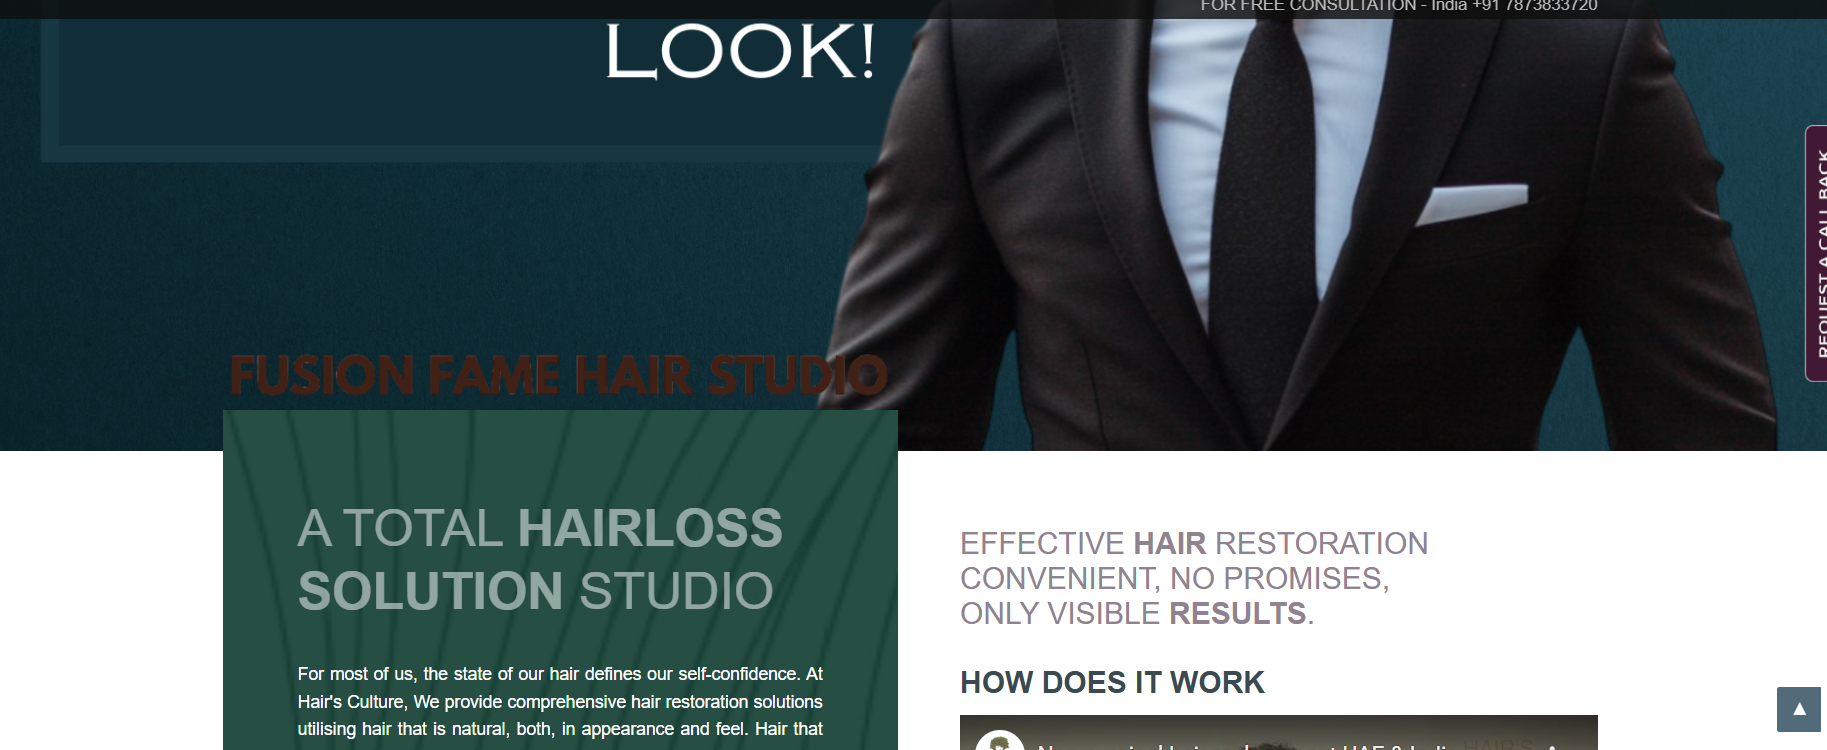 FOR FREE CONSULTATION - India +91 7873833720
LOOK!
REQUEST A CALL BACK
FUSION FAME HAIR STUDIO
A TOTAL HAIRLOSS
SOLUTION STUDIO
For most of us, the state of our hair defines our self-confidence. At
Hair's Culture, We provide comprehensive hair restoration solutions
utilising hair that is natural, both, in appearance and feel. Hair that
EFFECTIVE HAIR RESTORATION
CONVENIENT, NO PROMISES,
ONLY VISIBLE RESULTS.
HOW DOES IT WORK